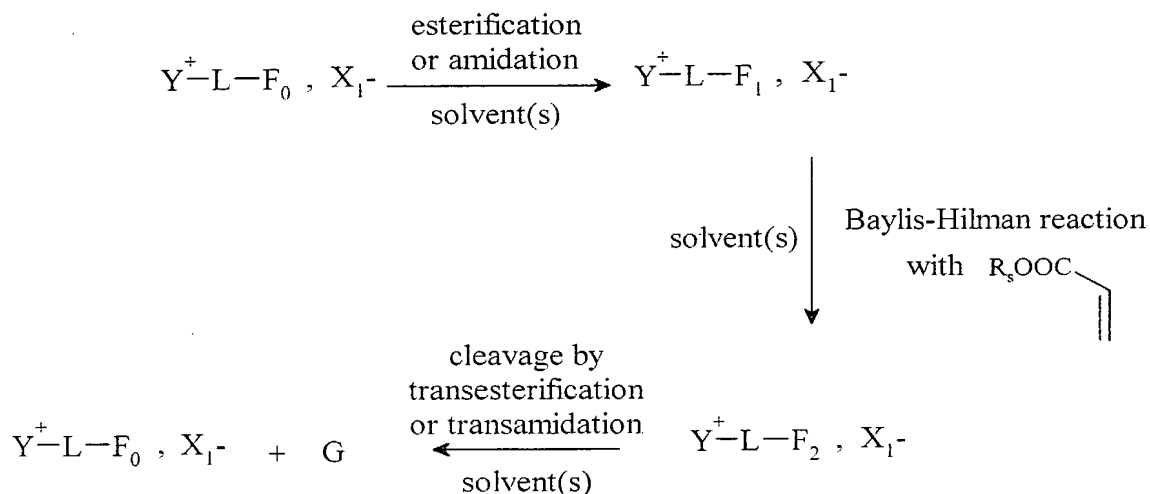 esterification
or amidation
Y⁺—L—F₀ , X₁-
solvent(s)
Y⁺—L—F₁ , X₁-
solvent(s)
Baylis-Hilman reaction
with RₛOOC
cleavage by
transesterification
or transamidation
Y⁺—L—F₀ , X₁- + G
solvent(s)
Y⁺—L—F₂ , X₁-